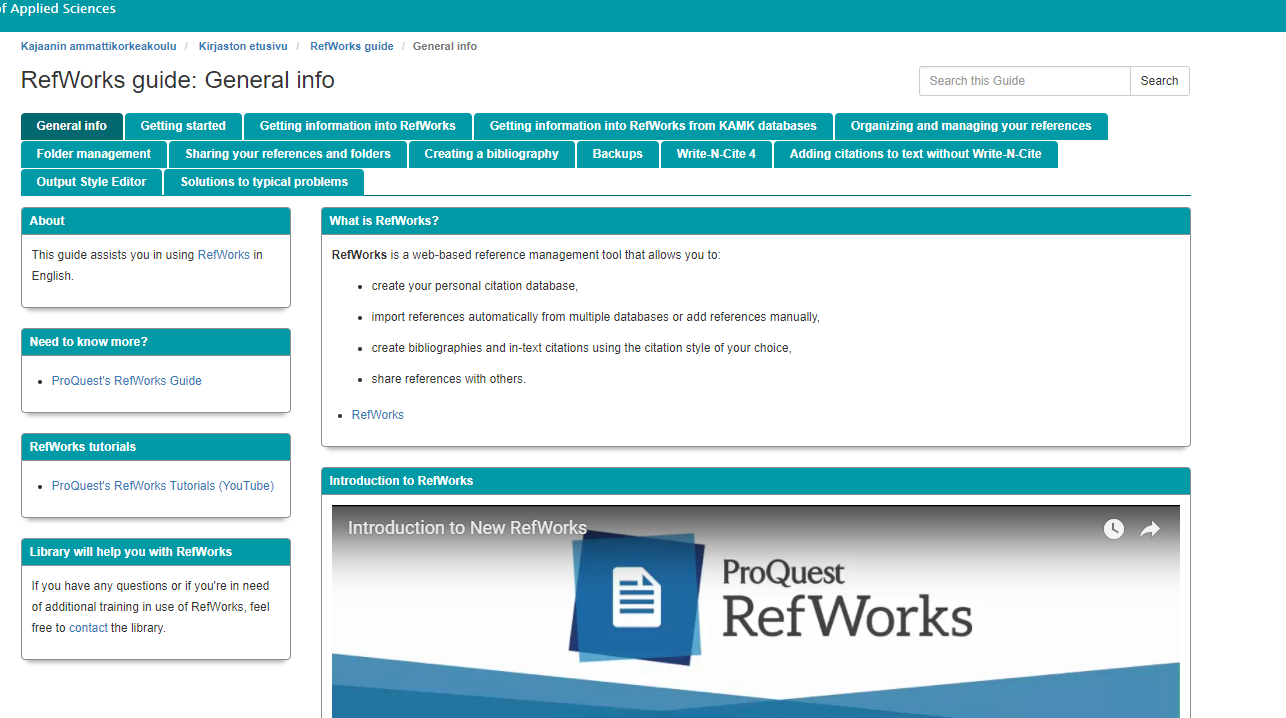 of Applied Sciences
Kajaanin ammattikorkeakoulu / Kirjaston etusivu / RefWorks guide / General info
RefWorks guide: General info
Search this Guide Search
General info Getting started Getting information into RefWorks Getting information into RefWorks from KAMK databases Organizing and managing your references
Folder management Sharing your references and folders Creating a bibliography Backups Write-N-Cite 4 Adding citations to text without Write-N-Cite
Output Style Editor Solutions to typical problems
About
This guide assists you in using RefWorks in
English.
Need to know more?
• ProQuest's RefWorks Guide
RefWorks tutorials
• ProQuest's RefWorks Tutorials (YouTube)
Library will help you with RefWorks
If you have any questions or if you're in need
of additional training in use of RefWorks, feel
free to contact the library.
What is RefWorks?
RefWorks is a web-based reference management tool that allows you to:
• create your personal citation database,
• import references automatically from multiple databases or add references manually,
• create bibliographies and in-text citations using the citation style of your choice,
• share references with others.
• RefWorks
Introduction to RefWorks
Introduction to New RefWorks
ProQuest
RefWorks